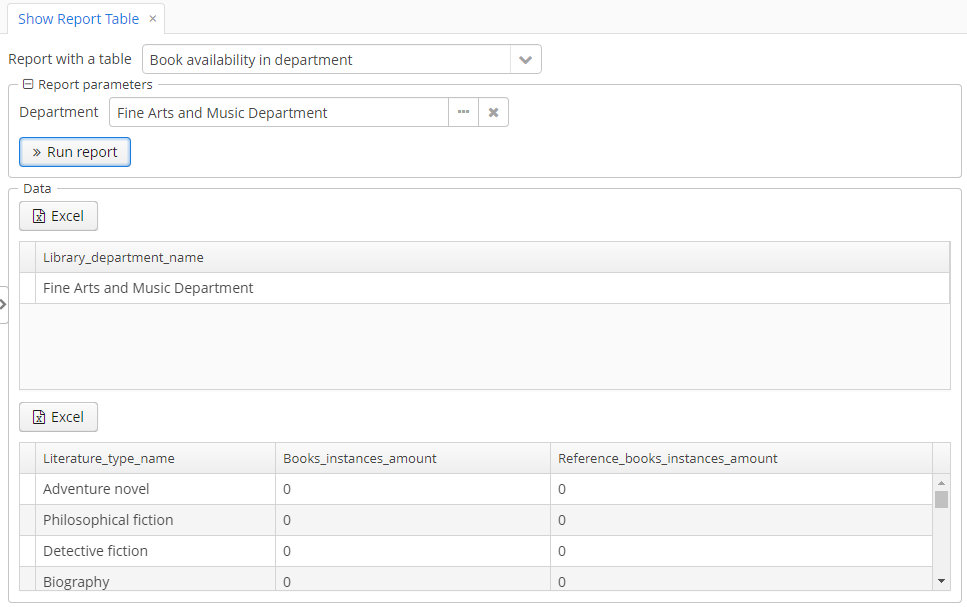 Show Report Table ×
Report with a table Book availability in department
Report parameters
Department Fine Arts and Music Department
» Run report
Data
Excel
Library_department_name
Fine Arts and Music Department
Excel
Literature_type_name Books_instances_amount Reference_books_instances_amount
Adventure novel 0 0
Philosophical fiction 0 0
Detective fiction 0 0
Biography 0 0